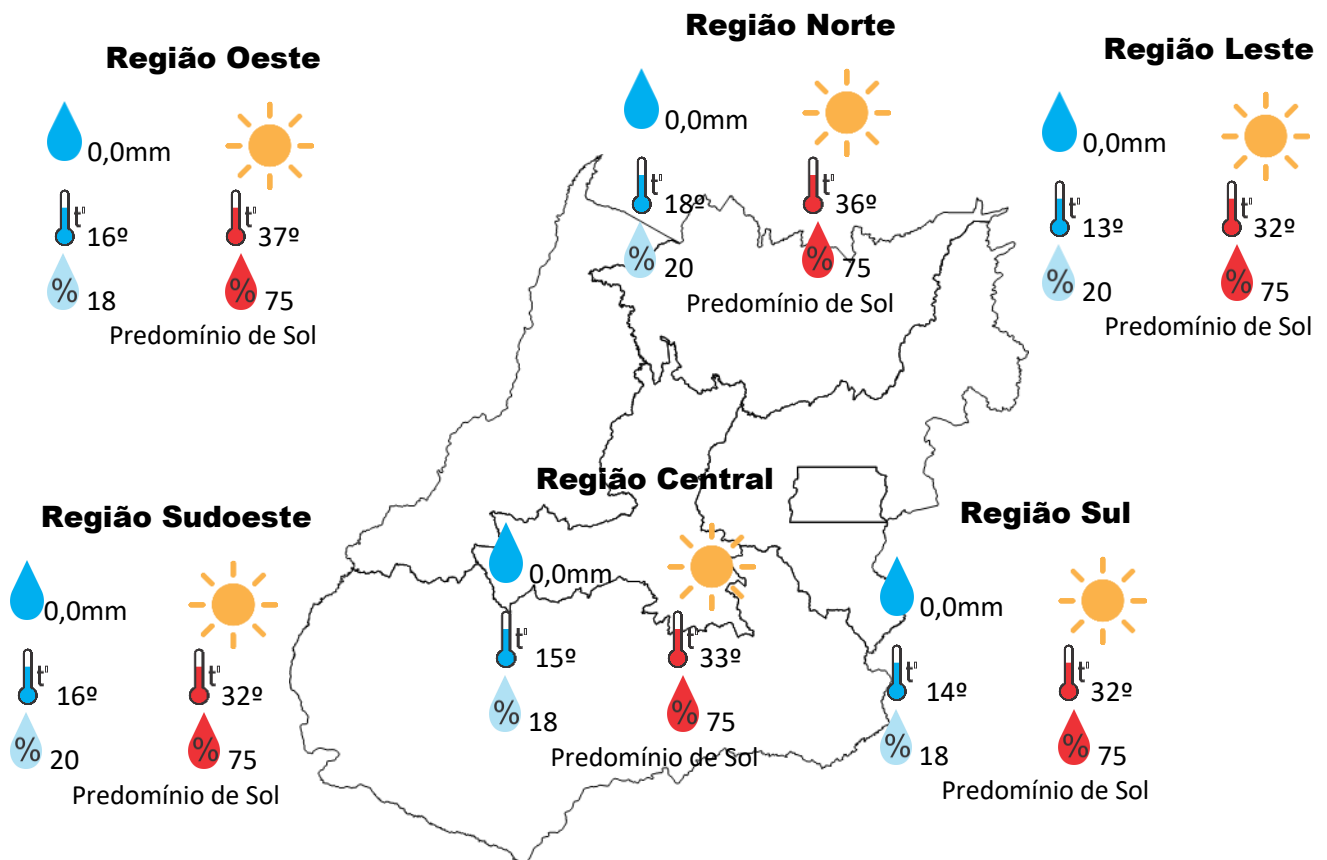 Região Oeste
0,0mm
t°
16º
t°
37º
% 18
% 75
Predomínio de Sol
Região Norte
0,0mm
t°
18º
t°
36º
% 20
% 75
Predomínio de Sol
Região Leste
0,0mm
t°
13º
t°
32º
% 20
% 75
Predomínio de Sol
Região Sudoeste
0,0mm
t°
16º
t°
32º
% 20
% 75
Predomínio de Sol
Região Central
0,0mm
t°
15º
t°
33º
% 18
% 75
Predomínio de Sol
Região Sul
0,0mm
t°
14º
t°
32º
% 18
% 75
Predomínio de Sol